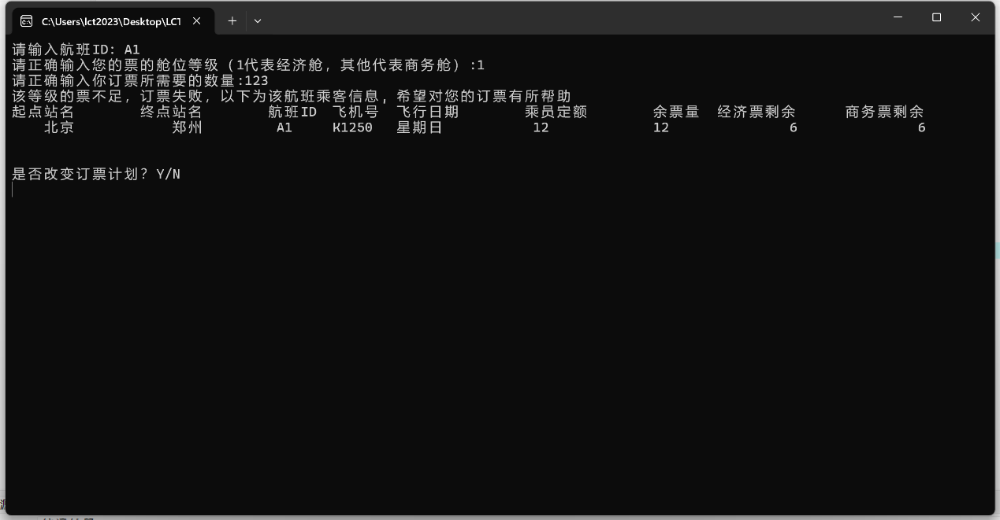 C:\Users\lct2023\Desktop\LC1
请输入航班ID: A1
请正确输入您的票的舱位等级（1代表经济舱，其他代表商务舱）:1
请正确输入你订票所需要的数量:123
该等级的票不足，订票失败，以下为该航班乘客信息，希望对您的订票有所帮助
起点站名 终点站名 航班ID 飞机号 飞行日期 乘员定额 余票量 经济票剩余 商务票剩余
北京 郑州 A1 K1250 星期日 12 12 6 6
是否改变订票计划？Y/N